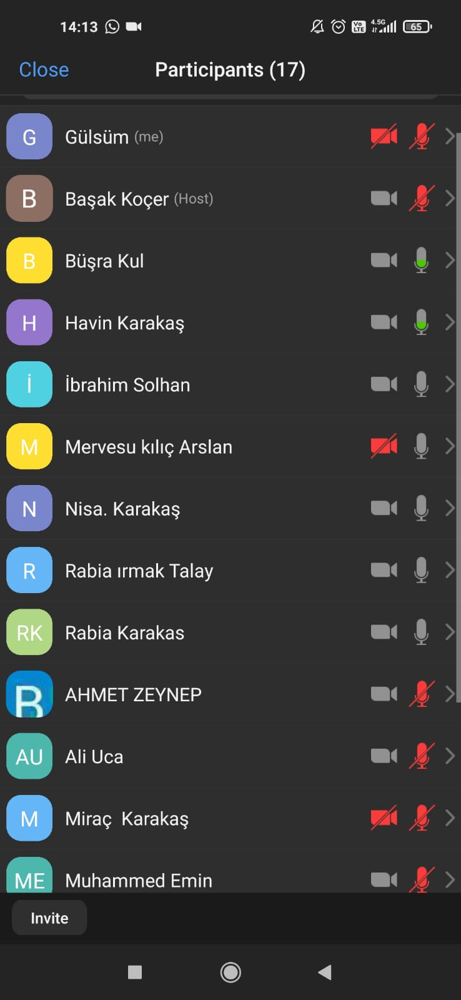 14:13
Vo LTE 4.5G 65
Close Participants (17)
G Gülsüm (me)
B Başak Koçer (Host)
B Büşra Kul
H Havin Karakaş
İ İbrahim Solhan
M Mervesu kılıç Arslan
N Nisa. Karakaş
R Rabia ırmak Talay
RK Rabia Karakas
B AHMET ZEYNEP
AU Ali Uca
M Miraç  Karakaş
ME Muhammed Emin
Invite